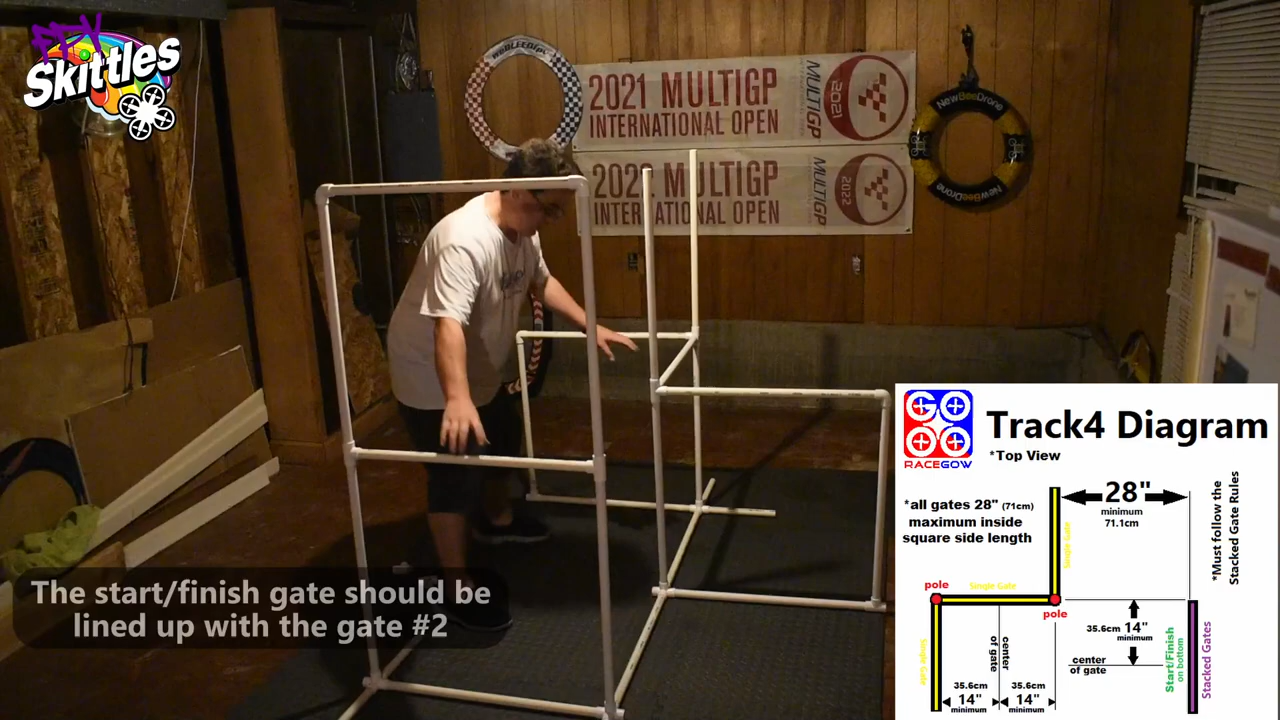 FPV
Skittles
WebLeedFPV
2021 MULTIGP
INTERNATIONAL OPEN
MULTIGP
2021
2022 MULTIGP
INTERNATIONAL OPEN
MULTIGP
2022
NewBeeDrone
NewBeeDrone
GO
RACEGOW
Track4 Diagram
*Top View
*all gates 28" (71cm)
maximum inside
square side length
28"
minimum
71.1cm
*Must follow the
Stacked Gate Rules
Single Gate
pole
Single Gate
pole
35.6cm 14"
minimum
center
of gate
center
of gate
Single Gate
35.6cm
14"
minimum
35.6cm
14"
minimum
Start/Finish
on bottom
Stacked Gates
The start/finish gate should be
lined up with the gate #2